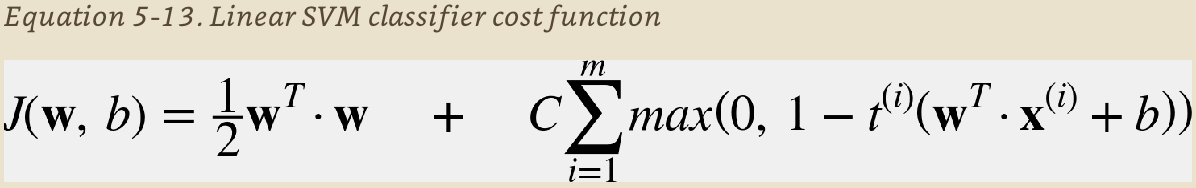 Equation 5-13. Linear SVM classifier cost function
J(w, b) = 1/2 w^T · w + C ∑_{i=1}^{m} max(0, 1 − t^(i)(w^T · x^(i) + b))